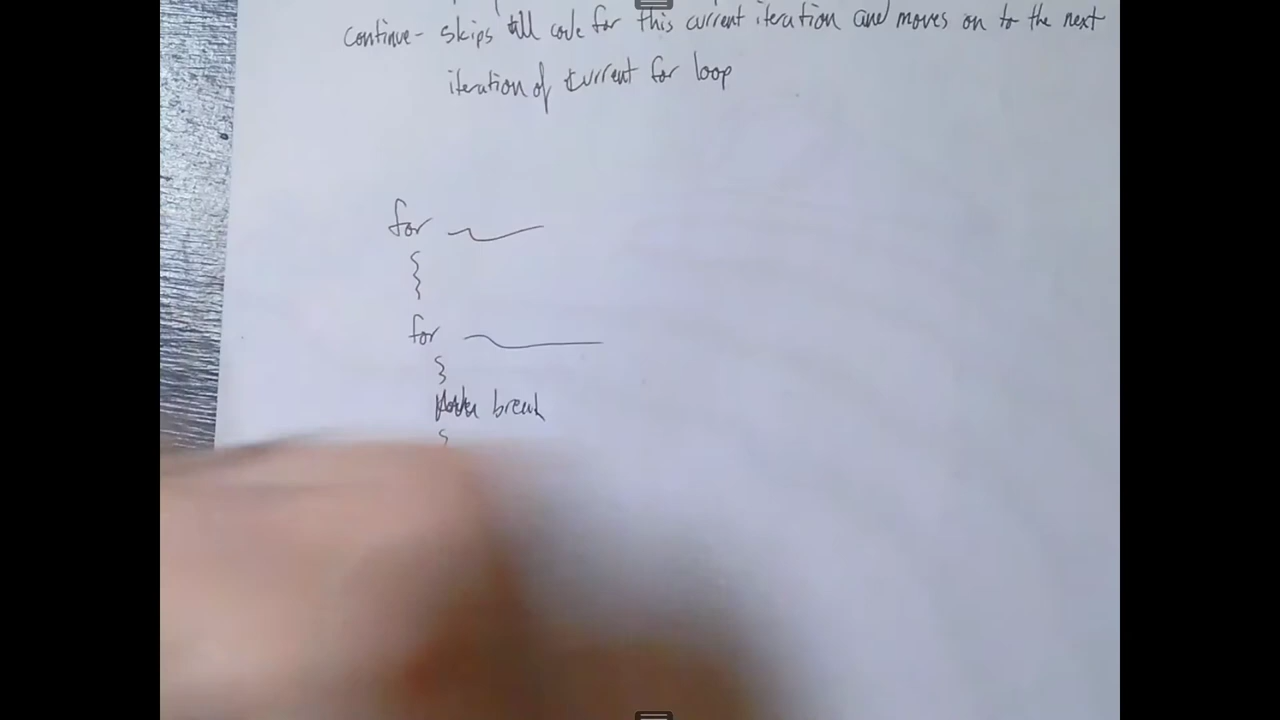 continue- skips all code for this current iteration and moves on to the next
iteration of current for loop
for
for
break